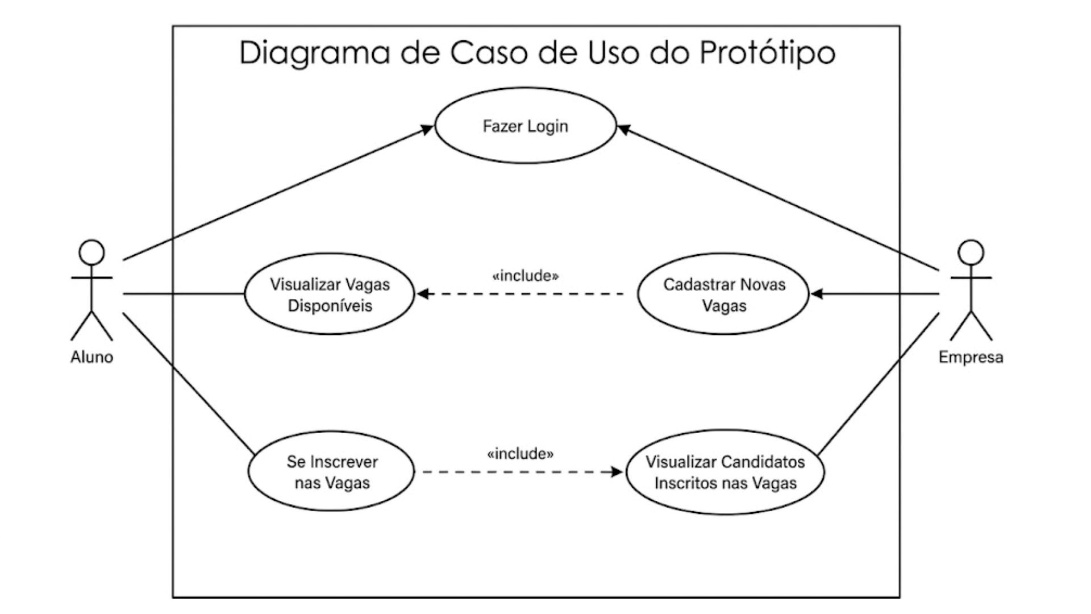 Diagrama de Caso de Uso do Protótipo
Fazer Login
Visualizar Vagas
Disponíveis
«include»
Cadastrar Novas
Vagas
Aluno
Empresa
Se Inscrever
nas Vagas
«include»
Visualizar Candidatos
Inscritos nas Vagas